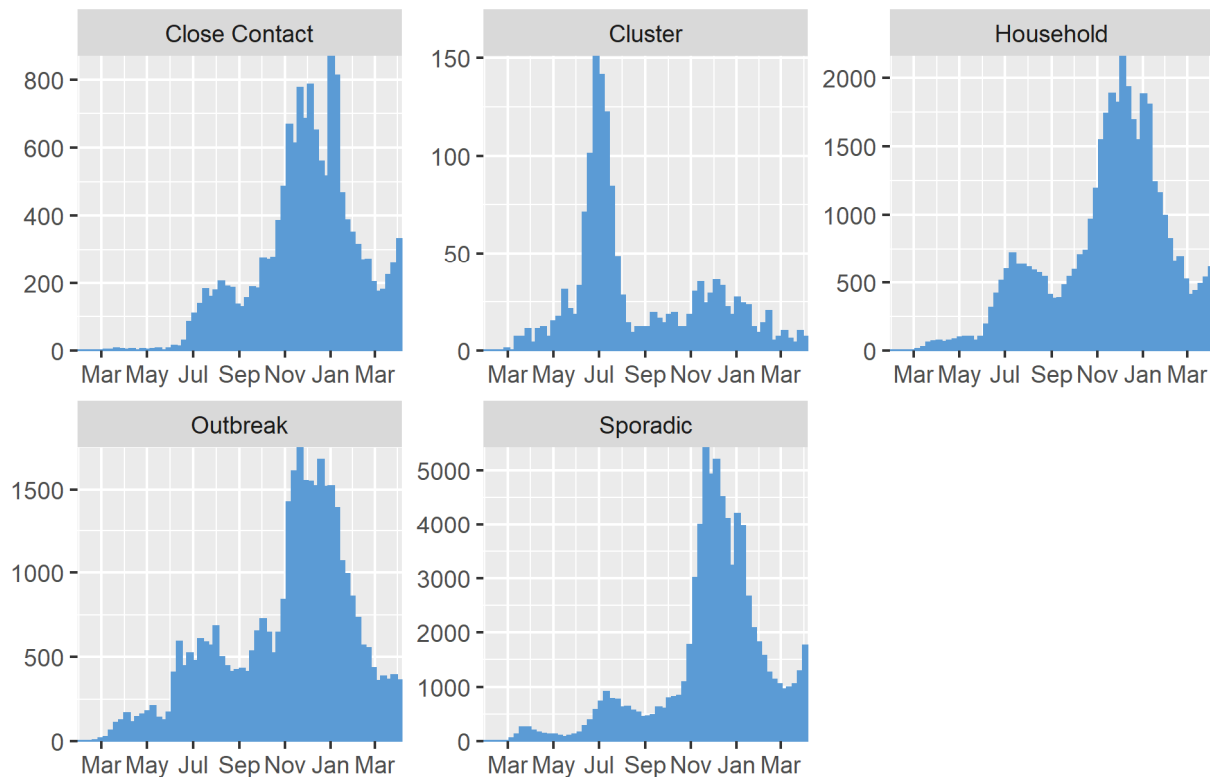 Close Contact
800
600
400
200
0
Mar May Jul Sep Nov Jan Mar
Cluster
150
100
50
0
Mar May Jul Sep Nov Jan Mar
Household
2000
1500
1000
500
0
Mar May Jul Sep Nov Jan Mar
Outbreak
1500
1000
500
0
Mar May Jul Sep Nov Jan Mar
Sporadic
5000
4000
3000
2000
1000
0
Mar May Jul Sep Nov Jan Mar